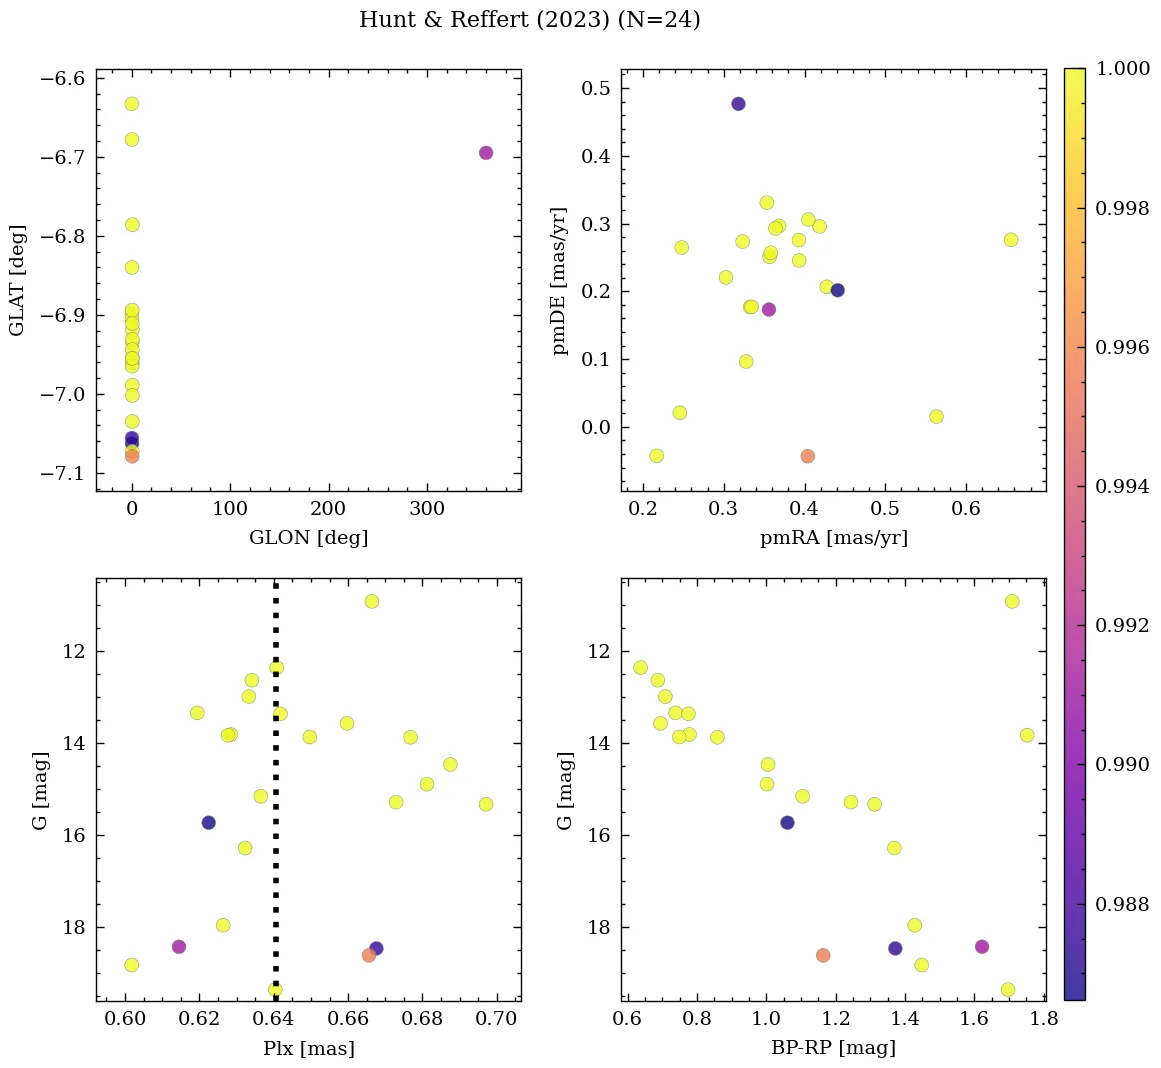 Hunt & Reffert (2023) (N=24)
−6.6
−6.7
−6.8
−6.9
−7.0
−7.1
GLAT [deg]
0 100 200 300
GLON [deg]
0.5
0.4
0.3
0.2
0.1
0.0
pmDE [mas/yr]
0.2 0.3 0.4 0.5 0.6
pmRA [mas/yr]
12
14
16
18
G [mag]
0.60 0.62 0.64 0.66 0.68 0.70
Plx [mas]
12
14
16
18
G [mag]
0.6 0.8 1.0 1.2 1.4 1.6 1.8
BP-RP [mag]
1.000
0.998
0.996
0.994
0.992
0.990
0.988